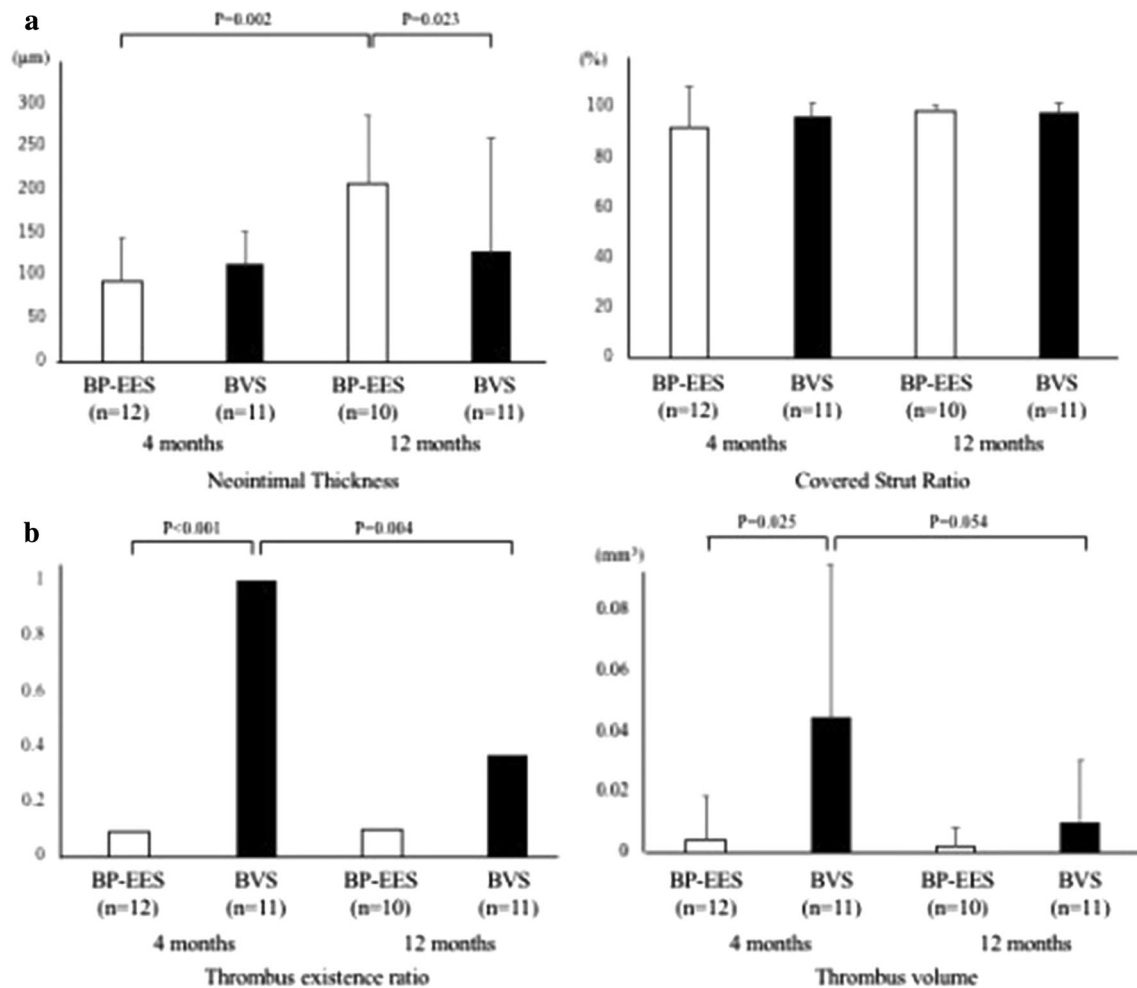 a
P=0.002
P=0.023
(μm)
300
250
200
150
100
50
0
BP-EES BVS BP-EES BVS
(n=12) (n=11) (n=10) (n=11)
4 months 12 months
Neointimal Thickness
(%)
100
80
60
40
20
0
BP-EES BVS BP-EES BVS
(n=12) (n=11) (n=10) (n=11)
4 months 12 months
Covered Strut Ratio
b
P<0.001
P=0.004
1
0.8
0.6
0.4
0.2
0
BP-EES BVS BP-EES BVS
(n=12) (n=11) (n=10) (n=11)
4 months 12 months
Thrombus existence ratio
P=0.025
P=0.054
(mm³)
0.08
0.06
0.04
0.02
0
BP-EES BVS BP-EES BVS
(n=12) (n=11) (n=10) (n=11)
4 months 12 months
Thrombus volume